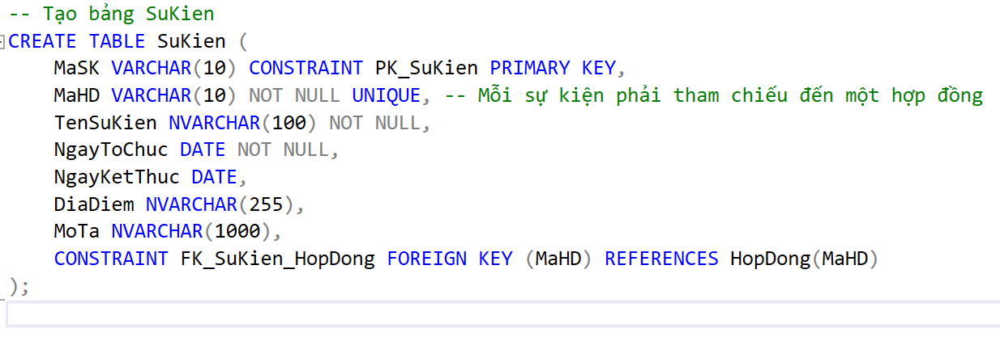 -- Tạo bảng SuKien
CREATE TABLE SuKien (
    MaSK VARCHAR(10) CONSTRAINT PK_SuKien PRIMARY KEY,
    MaHD VARCHAR(10) NOT NULL UNIQUE, -- Mỗi sự kiện phải tham chiếu đến một hợp đồng
    TenSuKien NVARCHAR(100) NOT NULL,
    NgayToChuc DATE NOT NULL,
    NgayKetThuc DATE,
    DiaDiem NVARCHAR(255),
    MoTa NVARCHAR(1000),
    CONSTRAINT FK_SuKien_HopDong FOREIGN KEY (MaHD) REFERENCES HopDong(MaHD)
);